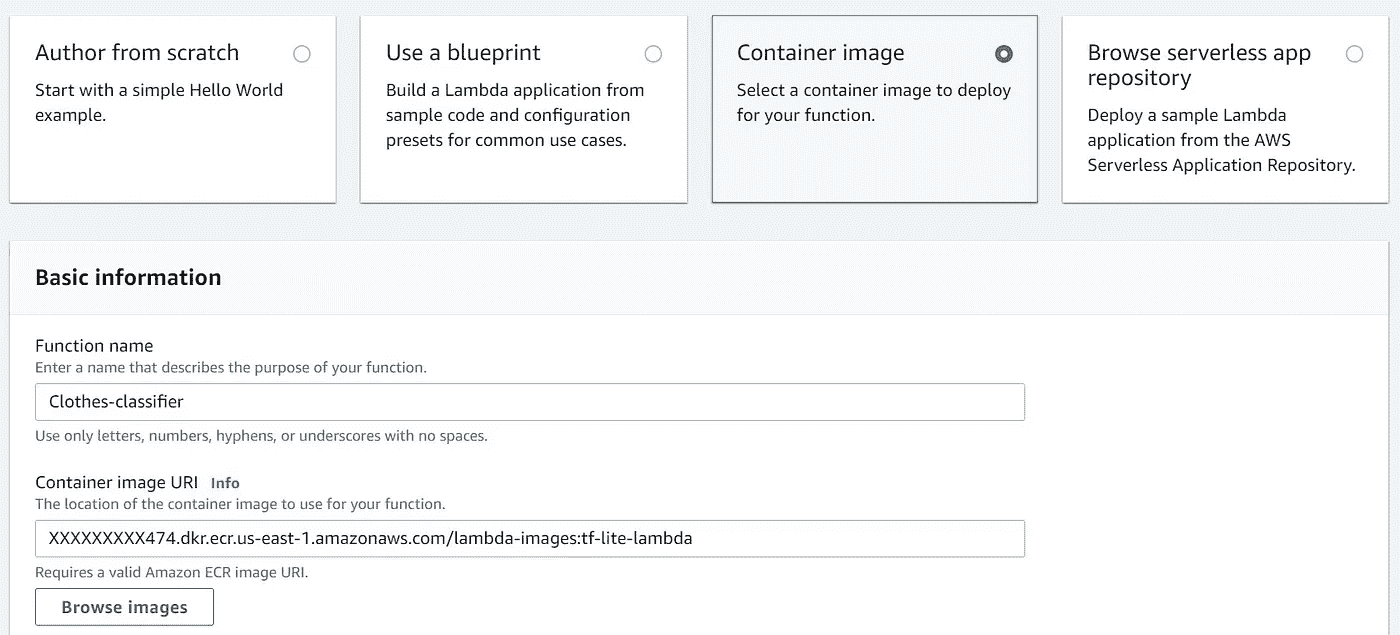 Author from scratch
Start with a simple Hello World
example.
Use a blueprint
Build a Lambda application from
sample code and configuration
presets for common use cases.
Container image
Select a container image to deploy
for your function.
Browse serverless app
repository
Deploy a sample Lambda
application from the AWS
Serverless Application Repository.
Basic information
Function name
Enter a name that describes the purpose of your function.
Clothes-classifier
Use only letters, numbers, hyphens, or underscores with no spaces.
Container image URI Info
The location of the container image to use for your function.
XXXXXXXXX474.dkr.ecr.us-east-1.amazonaws.com/lambda-images:tf-lite-lambda
Requires a valid Amazon ECR image URI.
Browse images